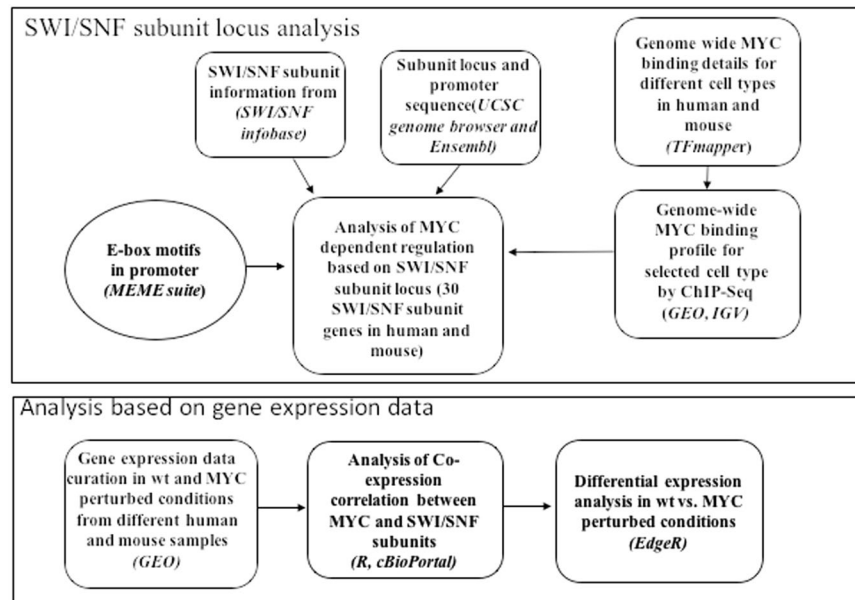 SWI/SNF subunit locus analysis
SWI/SNF subunit
information from
(SWI/SNF
infobase)
Subunit locus and
promoter
sequence(UCSC
genome browser and
Ensembl)
Genome wide MYC
binding details for
different cell types
in human and
mouse
(TFmapper)
E-box motifs
in promoter
(MEME suite)
Analysis of MYC
dependent regulation
based on SWI/SNF
subunit locus (30
SWI/SNF subunit
genes in human and
mouse)
Genome-wide
MYC binding
profile for
selected cell type
by ChIP-Seq
(GEO, IGV)
Analysis based on gene expression data
Gene expression data
curation in wt and MYC
perturbed conditions
from different human
and mouse samples
(GEO)
Analysis of Co-
expression
correlation between
MYC and SWI/SNF
subunits
(R, cBioPortal)
Differential expression
analysis in wt vs. MYC
perturbed conditions
(EdgeR)